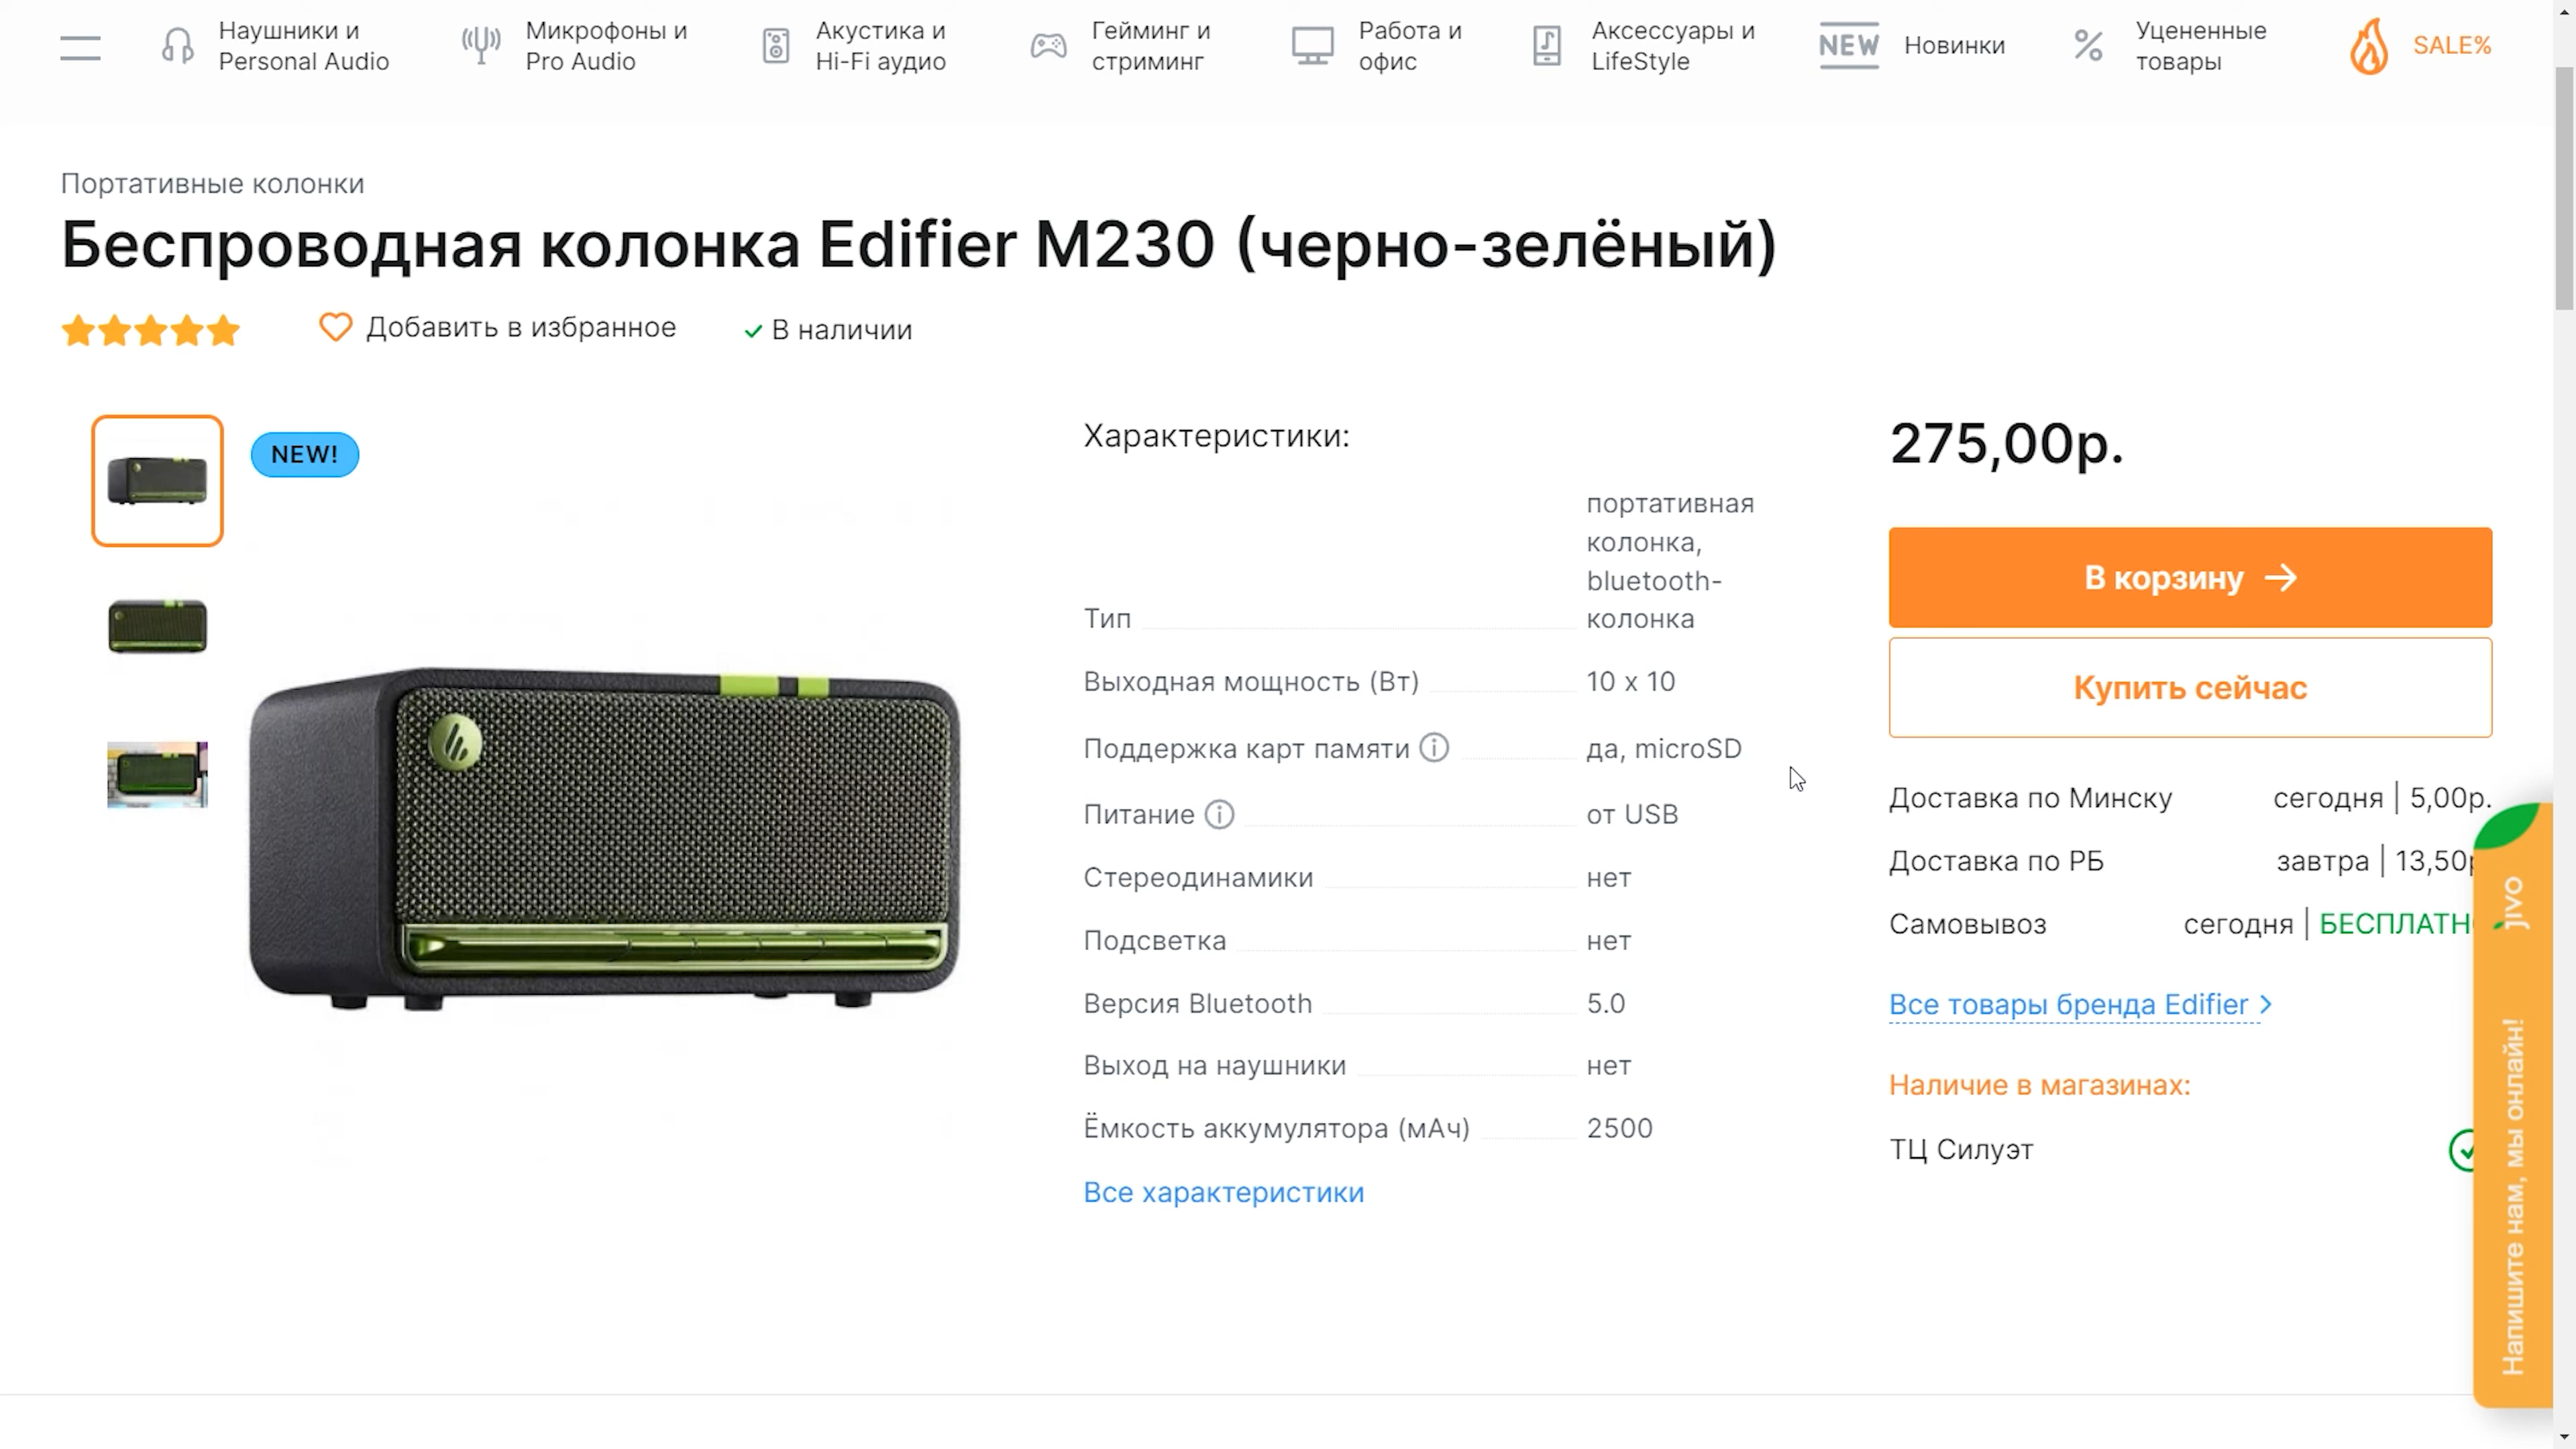 Наушники и
Personal Audio
Микрофоны и
Pro Audio
Акустика и
Hi-Fi аудио
Гейминг и
стриминг
Работа и
офис
Аксессуары и
LifeStyle
NEW
Новинки
Уцененные
товары
SALE%
Портативные колонки
Беспроводная колонка Edifier M230 (черно-зелёный)
Добавить в избранное
В наличии
NEW!
Характеристики:
Тип портативная
колонка,
bluetooth-
колонка
Выходная мощность (Вт) 10 x 10
Поддержка карт памяти да, microSD
Питание от USB
Стереодинамики нет
Подсветка нет
Версия Bluetooth 5.0
Выход на наушники нет
Ёмкость аккумулятора (мАч) 2500
Все характеристики
275,00р.
В корзину
Купить сейчас
Доставка по Минску сегодня | 5,00р.
Доставка по РБ завтра | 13,50р
Самовывоз сегодня | БЕСПЛАТН
Все товары бренда Edifier
Наличие в магазинах:
ТЦ Силуэт
Напишите нам, мы онлайн!
jivo